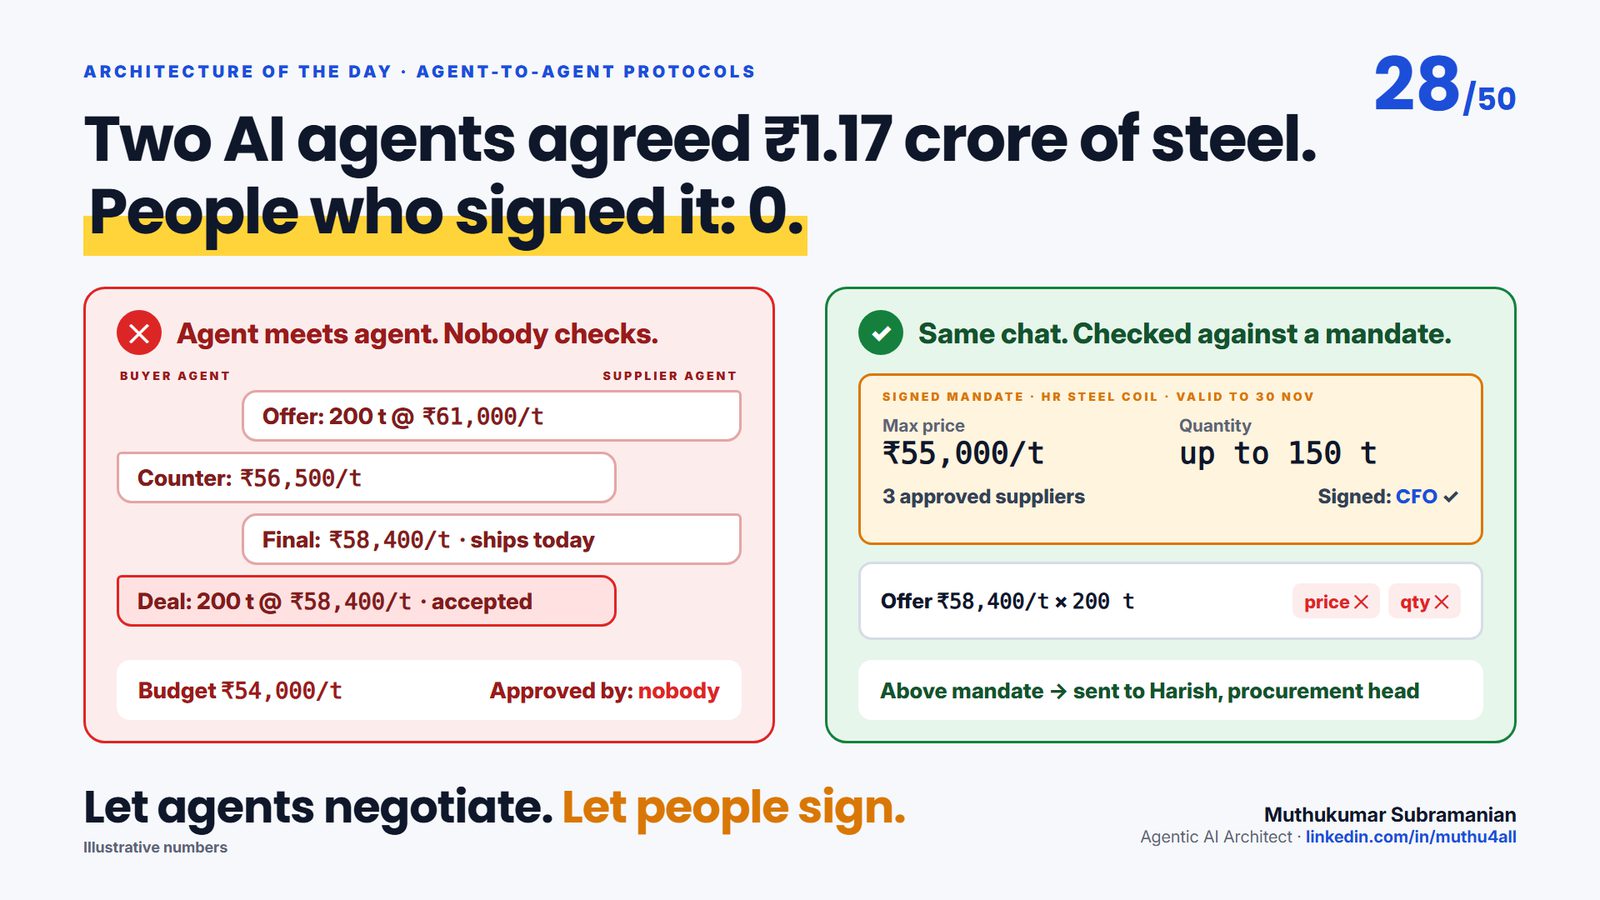 ARCHITECTURE OF THE DAY · AGENT-TO-AGENT PROTOCOLS
28/50
Two AI agents agreed ₹1.17 crore of steel.
People who signed it: 0.
Agent meets agent. Nobody checks.
BUYER AGENT
SUPPLIER AGENT
Offer: 200 t @ ₹61,000/t
Counter: ₹56,500/t
Final: ₹58,400/t · ships today
Deal: 200 t @ ₹58,400/t · accepted
Budget ₹54,000/t
Approved by: nobody
Same chat. Checked against a mandate.
SIGNED MANDATE · HR STEEL COIL · VALID TO 30 NOV
Max price
₹55,000/t
Quantity
up to 150 t
3 approved suppliers
Signed: CFO ✓
Offer ₹58,400/t × 200 t
price ×
qty ×
Above mandate → sent to Harish, procurement head
Let agents negotiate. Let people sign.
Illustrative numbers
Muthukumar Subramanian
Agentic AI Architect · linkedin.com/in/muthu4all